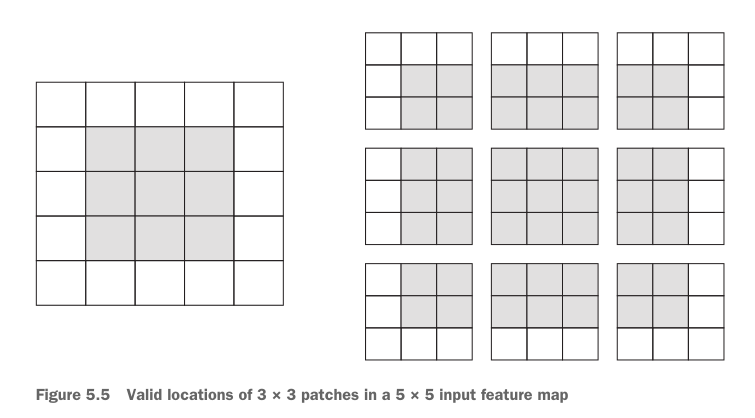 Figure 5.5 Valid locations of 3 × 3 patches in a 5 × 5 input feature map